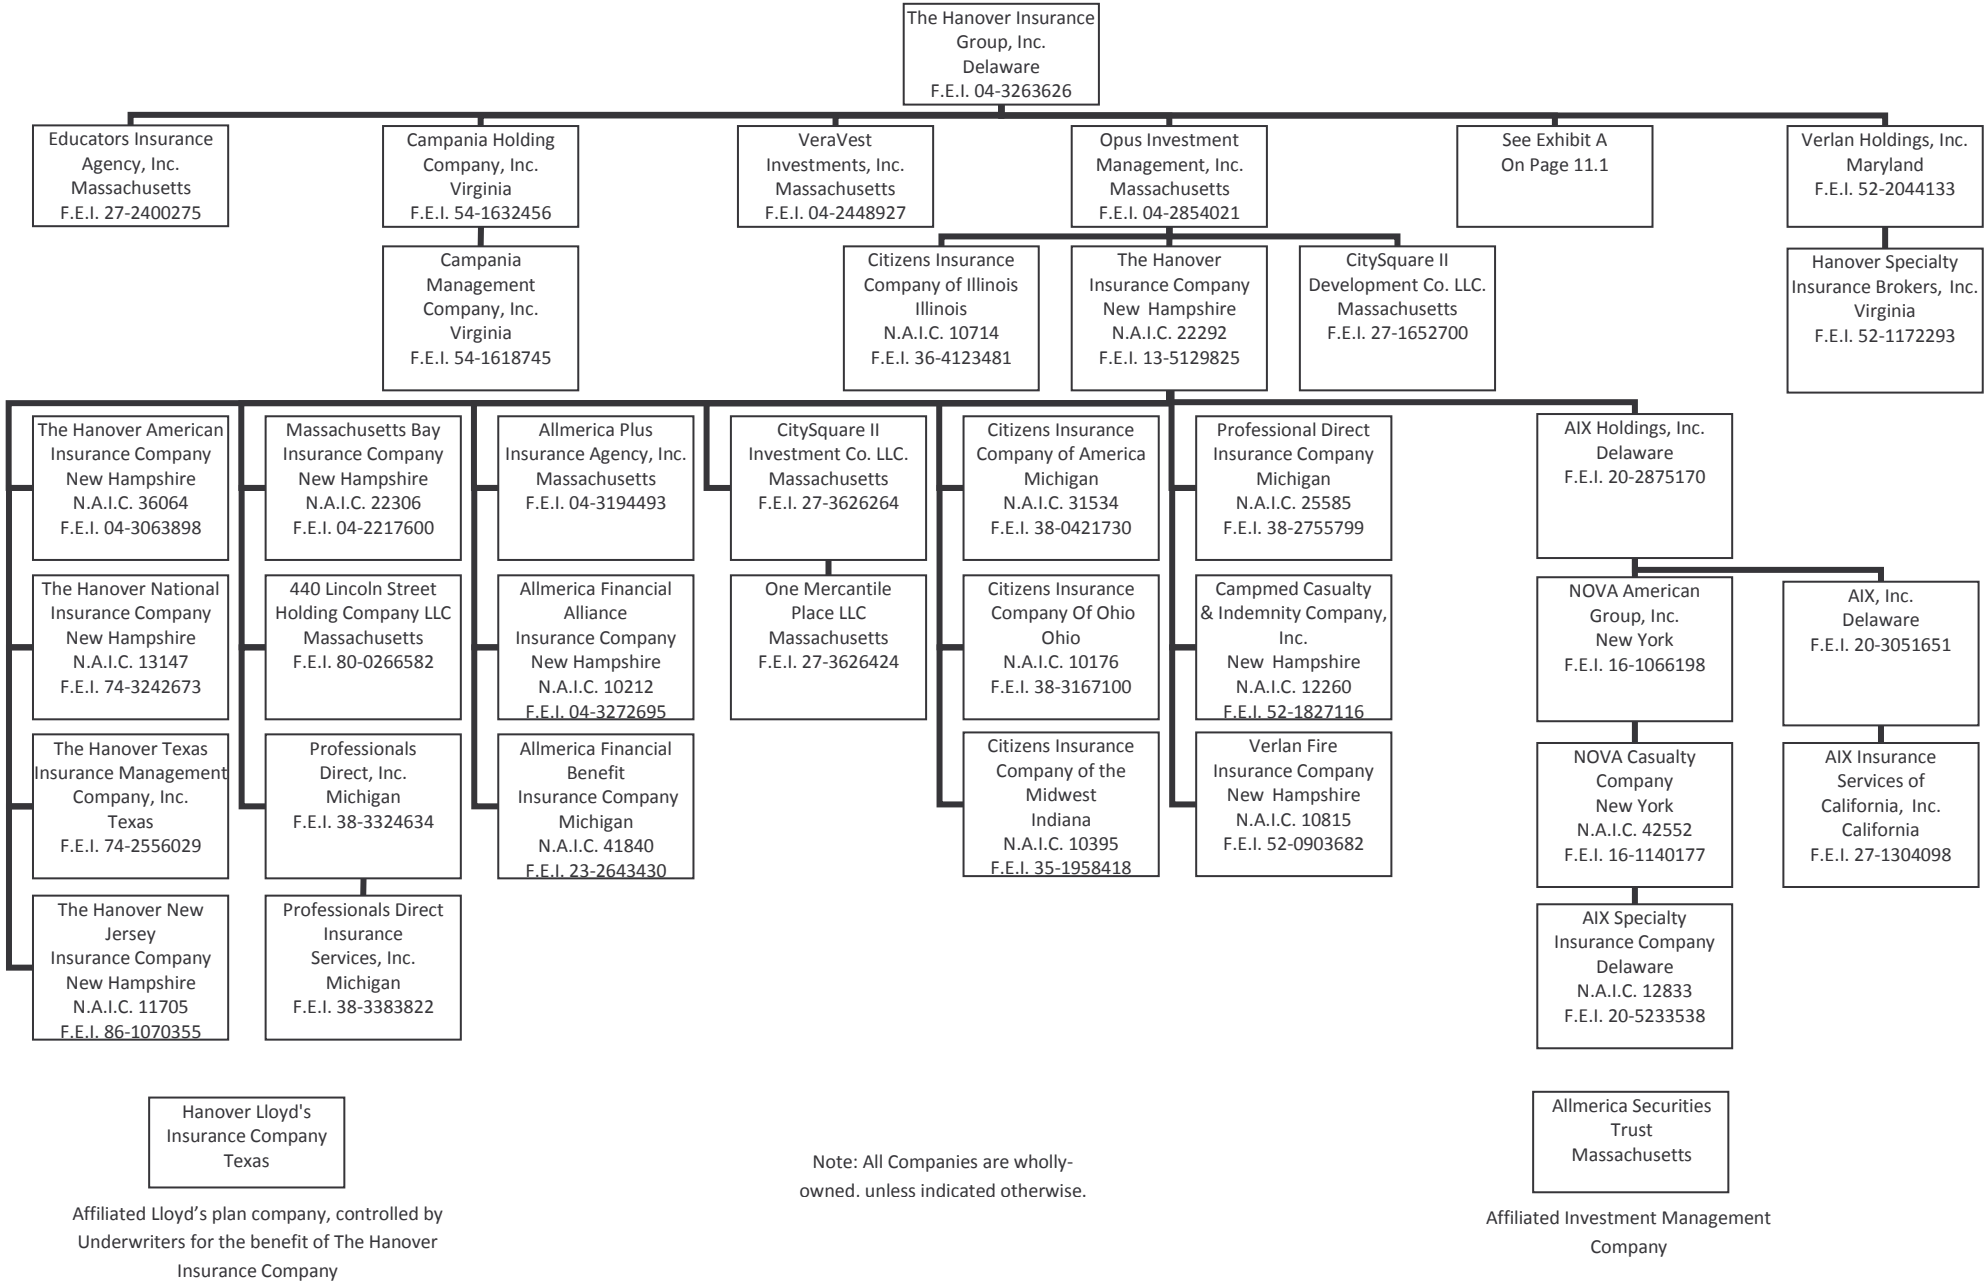 The Hanover Insurance
Group, Inc.
Delaware
F.E.I. 04-3263626
Educators Insurance
Agency, Inc.
Massachusetts
F.E.I. 27-2400275
Campania Holding
Company, Inc.
Virginia
F.E.I. 54-1632456
VeraVest
Investments, Inc.
Massachusetts
F.E.I. 04-2448927
Opus Investment
Management, Inc.
Massachusetts
F.E.I. 04-2854021
See Exhibit A
On Page 11.1
Verlan Holdings, Inc.
Maryland
F.E.I. 52-2044133
Campania
Management
Company, Inc.
Virginia
F.E.I. 54-1618745
Citizens Insurance
Company of Illinois
Illinois
N.A.I.C. 10714
F.E.I. 36-4123481
The Hanover
Insurance Company
New Hampshire
N.A.I.C. 22292
F.E.I. 13-5129825
CitySquare II
Development Co. LLC.
Massachusetts
F.E.I. 27-1652700
Hanover Specialty
Insurance Brokers, Inc.
Virginia
F.E.I. 52-1172293
The Hanover American
Insurance Company
New Hampshire
N.A.I.C. 36064
F.E.I. 04-3063898
Massachusetts Bay
Insurance Company
New Hampshire
N.A.I.C. 22306
F.E.I. 04-2217600
Allmerica Plus
Insurance Agency, Inc.
Massachusetts
F.E.I. 04-3194493
CitySquare II
Investment Co. LLC.
Massachusetts
F.E.I. 27-3626264
Citizens Insurance
Company of America
Michigan
N.A.I.C. 31534
F.E.I. 38-0421730
Professional Direct
Insurance Company
Michigan
N.A.I.C. 25585
F.E.I. 38-2755799
AIX Holdings, Inc.
Delaware
F.E.I. 20-2875170
The Hanover National
Insurance Company
New Hampshire
N.A.I.C. 13147
F.E.I. 74-3242673
440 Lincoln Street
Holding Company LLC
Massachusetts
F.E.I. 80-0266582
Allmerica Financial
Alliance
Insurance Company
New Hampshire
N.A.I.C. 10212
F.E.I. 04-3272695
One Mercantile
Place LLC
Massachusetts
F.E.I. 27-3626424
Citizens Insurance
Company Of Ohio
Ohio
N.A.I.C. 10176
F.E.I. 38-3167100
Campmed Casualty
& Indemnity Company,
Inc.
New Hampshire
N.A.I.C. 12260
F.E.I. 52-1827116
NOVA American
Group, Inc.
New York
F.E.I. 16-1066198
AIX, Inc.
Delaware
F.E.I. 20-3051651
The Hanover Texas
Insurance Management
Company, Inc.
Texas
F.E.I. 74-2556029
Professionals
Direct, Inc.
Michigan
F.E.I. 38-3324634
Allmerica Financial
Benefit
Insurance Company
Michigan
N.A.I.C. 41840
F.E.I. 23-2643430
Citizens Insurance
Company of the
Midwest
Indiana
N.A.I.C. 10395
F.E.I. 35-1958418
Verlan Fire
Insurance Company
New Hampshire
N.A.I.C. 10815
F.E.I. 52-0903682
NOVA Casualty
Company
New York
N.A.I.C. 42552
F.E.I. 16-1140177
AIX Insurance
Services of
California, Inc.
California
F.E.I. 27-1304098
The Hanover New
Jersey
Insurance Company
New Hampshire
N.A.I.C. 11705
F.E.I. 86-1070355
Professionals Direct
Insurance
Services, Inc.
Michigan
F.E.I. 38-3383822
AIX Specialty
Insurance Company
Delaware
N.A.I.C. 12833
F.E.I. 20-5233538
Hanover Lloyd's
Insurance Company
Texas
Affiliated Lloyd’s plan company, controlled by
Underwriters for the benefit of The Hanover
Insurance Company
Note: All Companies are wholly-
owned, unless indicated otherwise.
Allmerica Securities
Trust
Massachusetts
Affiliated Investment Management
Company